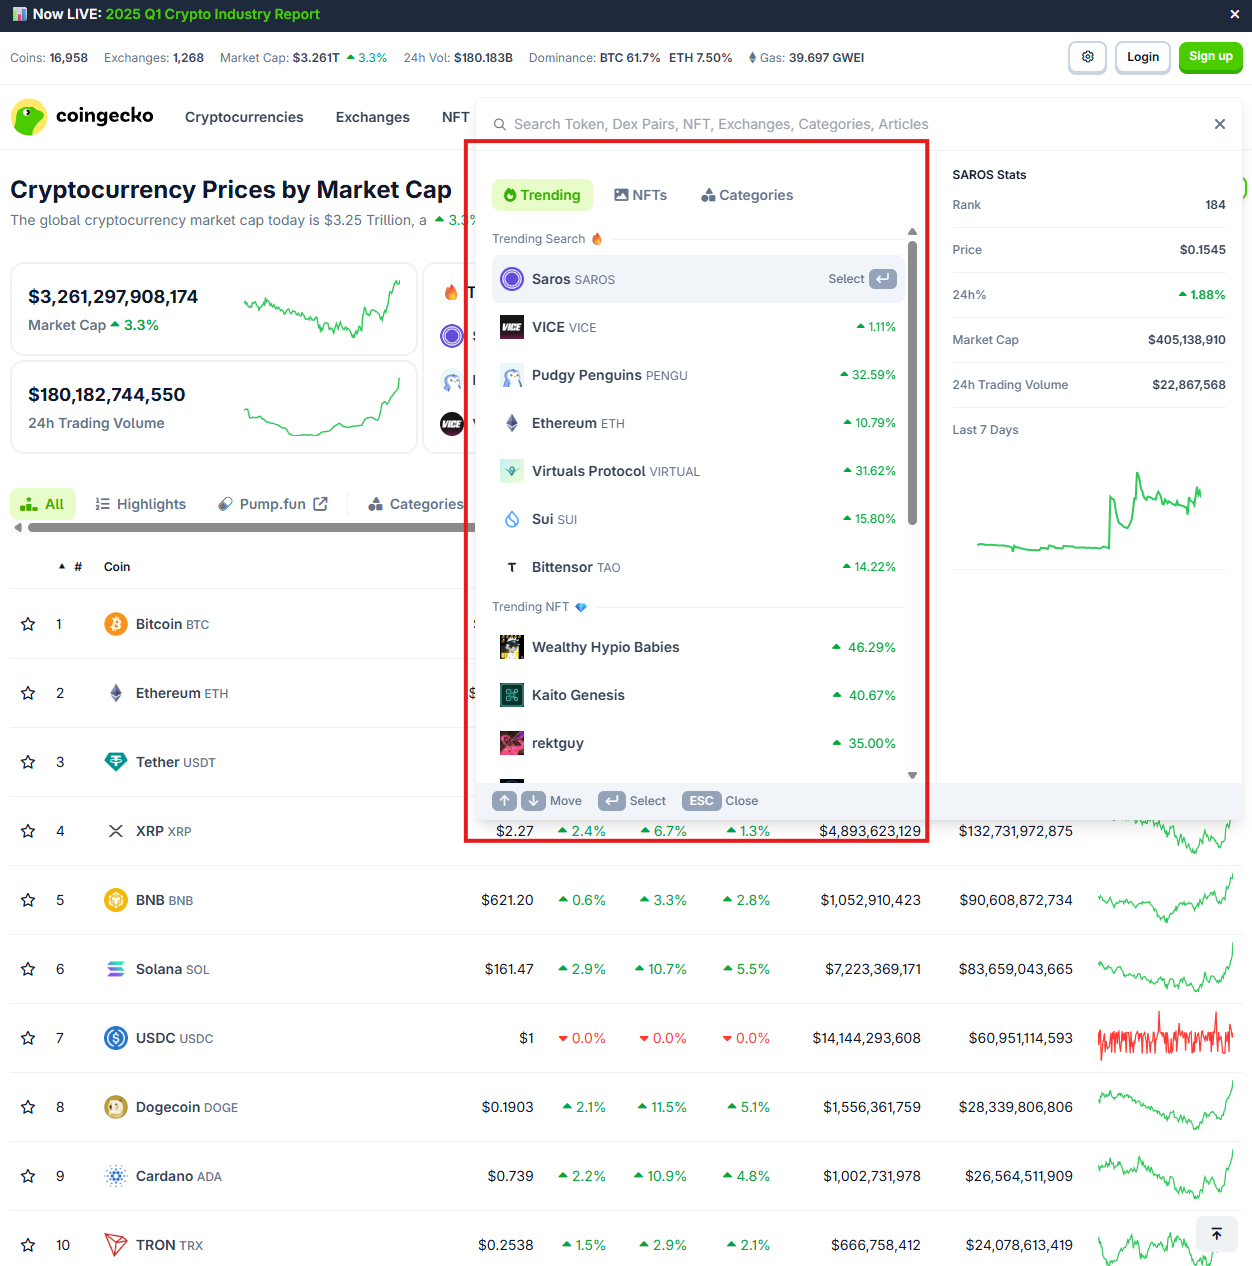 Now LIVE: 2025 Q1 Crypto Industry Report
Coins: 16,958 Exchanges: 1,268 Market Cap: $3.261T 3.3% 24h Vol: $180.183B Dominance: BTC 61.7% ETH 7.50% Gas: 39.697 GWEI
Login
Sign up
coingecko
Cryptocurrencies Exchanges NFT
Search Token, Dex Pairs, NFT, Exchanges, Categories, Articles
Cryptocurrency Prices by Market Cap
The global cryptocurrency market cap today is $3.25 Trillion, a 3.3%
$3,261,297,908,174
Market Cap 3.3%
$180,182,744,550
24h Trading Volume
VICE
All Highlights Pump.fun Categories
# Coin
Trending NFTs Categories
Trending Search
Saros SAROS Select
VICE VICE VICE 1.11%
Pudgy Penguins PENGU 32.59%
Ethereum ETH 10.79%
Virtuals Protocol VIRTUAL 31.62%
Sui SUI 15.80%
T Bittensor TAO 14.22%
Trending NFT
Wealthy Hypio Babies 46.29%
Kaito Genesis 40.67%
rektguy 35.00%
Move Select ESC Close
SAROS Stats
Rank 184
Price $0.1545
24h% 1.88%
Market Cap $405,138,910
24h Trading Volume $22,867,568
Last 7 Days
1 Bitcoin BTC
2 Ethereum ETH
3 Tether USDT
4 XRP XRP $2.27 2.4% 6.7% 1.3% $4,893,623,129 $132,731,972,875
5 BNB BNB $621.20 0.6% 3.3% 2.8% $1,052,910,423 $90,608,872,734
6 Solana SOL $161.47 2.9% 10.7% 5.5% $7,223,369,171 $83,659,043,665
7 USDC USDC $1 0.0% 0.0% 0.0% $14,144,293,608 $60,951,114,593
8 Dogecoin DOGE $0.1903 2.1% 11.5% 5.1% $1,556,361,759 $28,339,806,806
9 Cardano ADA $0.739 2.2% 10.9% 4.8% $1,002,731,978 $26,564,511,909
10 TRON TRX $0.2538 1.5% 2.9% 2.1% $666,758,412 $24,078,613,419